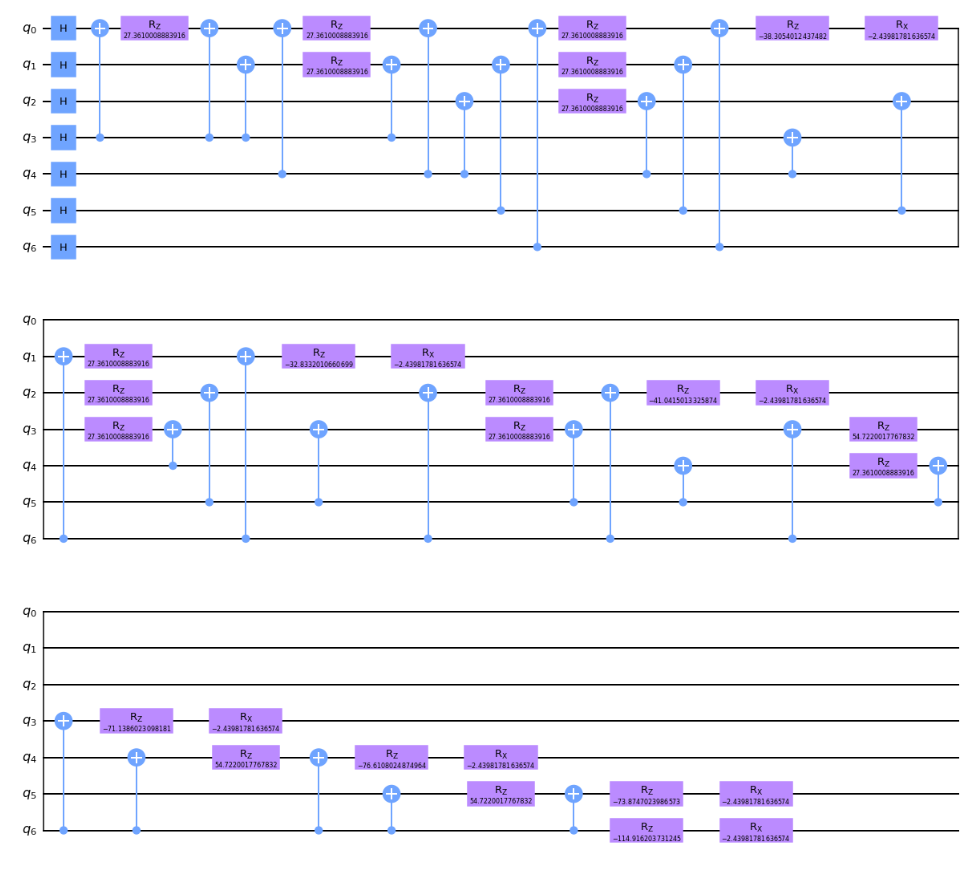 q0 H RZ 27.3610008883916 RZ 27.3610008883916 RZ 27.3610008883916 RZ −38.3054012437482 RX −2.43981781636574
q1 H RZ 27.3610008883916 RZ 27.3610008883916
q2 H RZ 27.3610008883916
q3 H
q4 H
q5 H
q6 H
q0
q1 RZ 27.3610008883916 RZ −32.8332010660699 RX −2.43981781636574
q2 RZ 27.3610008883916 RZ 27.3610008883916 RZ −41.0415013325874 RX −2.43981781636574
q3 RZ 27.3610008883916 RZ 27.3610008883916 RZ 54.7220017767832
q4 RZ 27.3610008883916
q5
q6
q0
q1
q2
q3 RZ −71.1386023098181 RX −2.43981781636574
q4 RZ 54.7220017767832 RZ −76.6108024874964 RX −2.43981781636574
q5 RZ 54.7220017767832 RZ −73.8747023986573 RX −2.43981781636574
q6 RZ −114.916203731245 RX −2.43981781636574